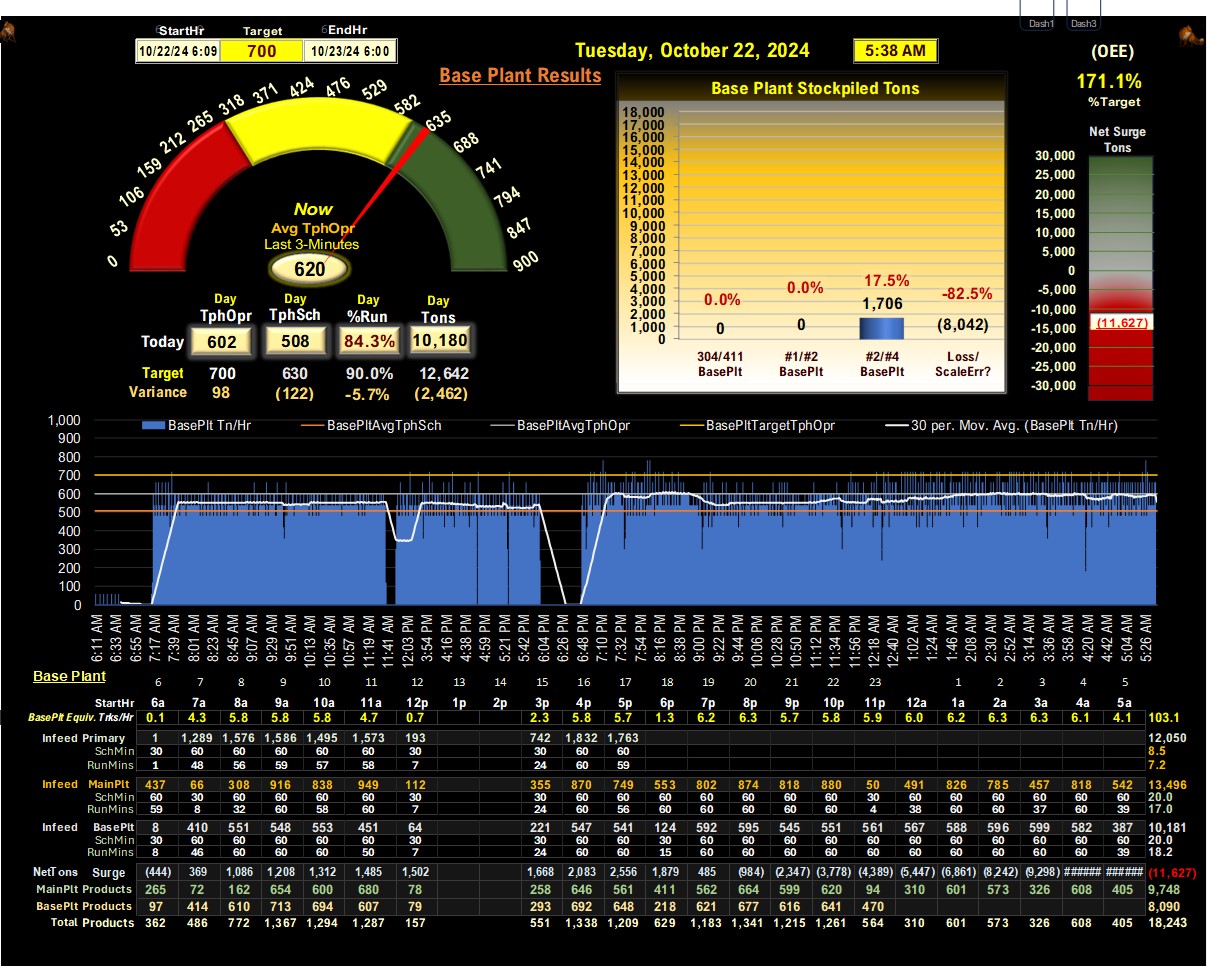 Dash1 Dash3
StartHr Target EndHr
10/22/24 6:09 700 10/23/24 6:00
Tuesday, October 22, 2024 5:38 AM
(OEE)
171.1%
%Target
Base Plant Results
0 53 106 159 212 265 318 371 424 476 529 582 635 688 741 794 847 900
Now
Avg TphOpr
Last 3-Minutes
620
Day Day Day Day
TphOpr TphSch %Run Tons
Today 602 508 84.3% 10,180
Target 700 630 90.0% 12,642
Variance 98 (122) -5.7% (2,462)
Base Plant Stockpiled Tons
18,000
17,000
16,000
15,000
14,000
13,000
12,000
11,000
10,000
9,000
8,000
7,000
6,000
5,000
4,000
3,000
2,000
1,000
0
0.0% 0.0% 17.5% -82.5%
0 0 1,706 (8,042)
304/411 #1/#2 #2/#4 Loss/
BasePlt BasePlt BasePlt ScaleErr?
Net Surge
Tons
30,000
25,000
20,000
15,000
10,000
5,000
0
-5,000
-10,000
(11,627)
-15,000
-20,000
-25,000
-30,000
BasePlt Tn/Hr BasePltAvgTphSch BasePltAvgTphOpr BasePltTargetTphOpr 30 per. Mov. Avg. (BasePlt Tn/Hr)
1,000
900
800
700
600
500
400
300
200
100
0
6:11 AM 6:33 AM 6:55 AM 7:17 AM 7:39 AM 8:01 AM 8:23 AM 8:45 AM 9:07 AM 9:29 AM 9:51 AM 10:13 AM 10:35 AM 10:57 AM 11:19 AM 11:41 AM 12:03 PM 3:54 PM 4:16 PM 4:38 PM 4:59 PM 5:21 PM 5:42 PM 6:04 PM 6:26 PM 6:48 PM 7:10 PM 7:32 PM 7:54 PM 8:16 PM 8:38 PM 9:00 PM 9:22 PM 9:44 PM 10:06 PM 10:28 PM 10:50 PM 11:12 PM 11:34 PM 11:56 PM 12:18 AM 12:40 AM 1:02 AM 1:24 AM 1:46 AM 2:08 AM 2:30 AM 2:52 AM 3:14 AM 3:36 AM 3:58 AM 4:20 AM 4:42 AM 5:04 AM 5:26 AM
Base Plant 6 7 8 9 10 11 12 13 14 15 16 17 18 19 20 21 22 23 1 2 3 4 5
StartHr 6a 7a 8a 9a 10a 11a 12p 1p 2p 3p 4p 5p 6p 7p 8p 9p 10p 11p 12a 1a 2a 3a 4a 5a
BasePlt Equiv. Trks/Hr 0.1 4.3 5.8 5.8 5.8 4.7 0.7 2.3 5.8 5.7 1.3 6.2 6.3 5.7 5.8 5.9 6.0 6.2 6.3 6.3 6.1 4.1 103.1
Infeed Primary 1 1,289 1,576 1,586 1,495 1,573 193 742 1,832 1,763 12,050
SchMin 30 60 60 60 60 60 30 30 60 60 8.5
RunMins 1 48 56 59 57 58 7 24 60 59 7.2
Infeed MainPlt 437 66 308 916 838 949 112 355 870 749 553 802 874 818 880 50 491 826 785 457 818 542 13,496
SchMin 60 30 60 60 60 60 30 30 60 60 60 60 60 60 60 30 60 60 60 60 60 60 20.0
RunMins 59 8 32 60 58 60 7 24 60 56 60 60 60 60 60 4 38 60 60 37 60 39 17.0
Infeed BasePlt 8 410 551 548 553 451 64 221 547 541 124 592 595 545 551 561 567 588 596 599 582 387 10,181
SchMin 30 60 60 60 60 60 30 30 60 60 30 60 60 60 60 60 60 60 60 60 60 60 20.0
RunMins 8 46 60 60 60 50 7 24 60 60 15 60 60 60 60 60 60 60 60 60 60 39 18.2
NetTons Surge (444) 369 1,086 1,208 1,312 1,485 1,502 1,668 2,083 2,556 1,879 485 (984) (2,347) (3,778) (4,389) (5,447) (6,861) (8,242) (9,298) ###### ###### (11,627)
MainPlt Products 265 72 162 654 600 680 78 258 646 561 411 562 664 599 620 94 310 601 573 326 608 405 9,748
BasePlt Products 97 414 610 713 694 607 79 293 692 648 218 621 677 616 641 470 8,090
Total Products 362 486 772 1,367 1,294 1,287 157 551 1,338 1,209 629 1,183 1,341 1,215 1,261 564 310 601 573 326 608 405 18,243